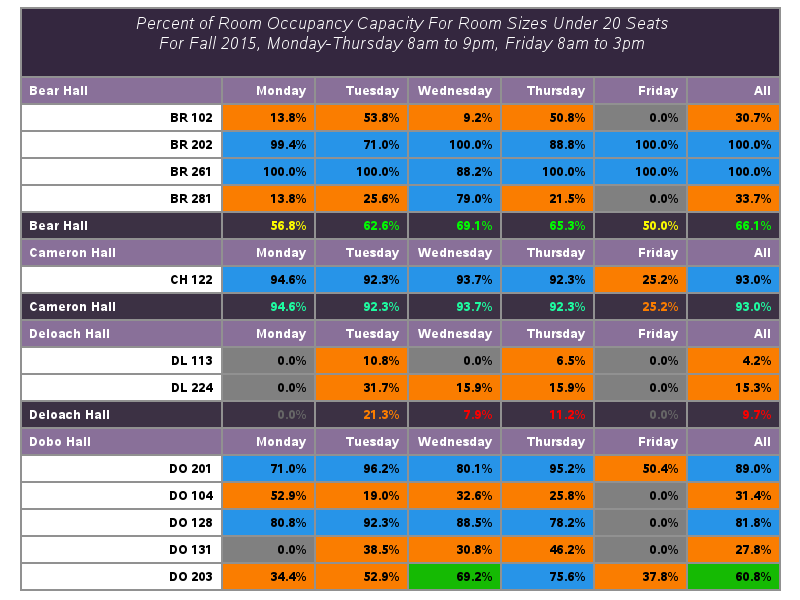 Percent of Room Occupancy Capacity For Room Sizes Under 20 Seats
For Fall 2015, Monday-Thursday 8am to 9pm, Friday 8am to 3pm
Bear Hall Monday Tuesday Wednesday Thursday Friday All
BR 102 13.8% 53.8% 9.2% 50.8% 0.0% 30.7%
BR 202 99.4% 71.0% 100.0% 88.8% 100.0% 100.0%
BR 261 100.0% 100.0% 88.2% 100.0% 100.0% 100.0%
BR 281 13.8% 25.6% 79.0% 21.5% 0.0% 33.7%
Bear Hall 56.8% 62.6% 69.1% 65.3% 50.0% 66.1%
Cameron Hall Monday Tuesday Wednesday Thursday Friday All
CH 122 94.6% 92.3% 93.7% 92.3% 25.2% 93.0%
Cameron Hall 94.6% 92.3% 93.7% 92.3% 25.2% 93.0%
Deloach Hall Monday Tuesday Wednesday Thursday Friday All
DL 113 0.0% 10.8% 0.0% 6.5% 0.0% 4.2%
DL 224 0.0% 31.7% 15.9% 15.9% 0.0% 15.3%
Deloach Hall 0.0% 21.3% 7.9% 11.2% 0.0% 9.7%
Dobo Hall Monday Tuesday Wednesday Thursday Friday All
DO 201 71.0% 96.2% 80.1% 95.2% 50.4% 89.0%
DO 104 52.9% 19.0% 32.6% 25.8% 0.0% 31.4%
DO 128 80.8% 92.3% 88.5% 78.2% 0.0% 81.8%
DO 131 0.0% 38.5% 30.8% 46.2% 0.0% 27.8%
DO 203 34.4% 52.9% 69.2% 75.6% 37.8% 60.8%